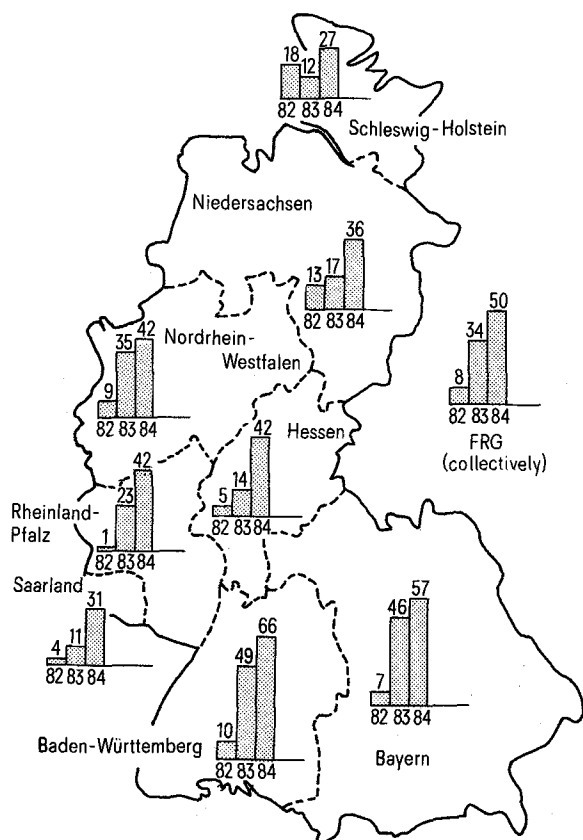 18 12 27
82 83 84
Schleswig-Holstein
Niedersachsen
13 17 36
82 83 84
Nordrhein-
Westfalen
9 35 42
82 83 84
8 34 50
82 83 84
FRG
(collectively)
Hessen
5 14 42
82 83 84
Rheinland-
Pfalz
1 23 42
82 83 84
Saarland
4 11 31
82 83 84
Baden-Württemberg
10 49 66
82 83 84
7 46 57
82 83 84
Bayern